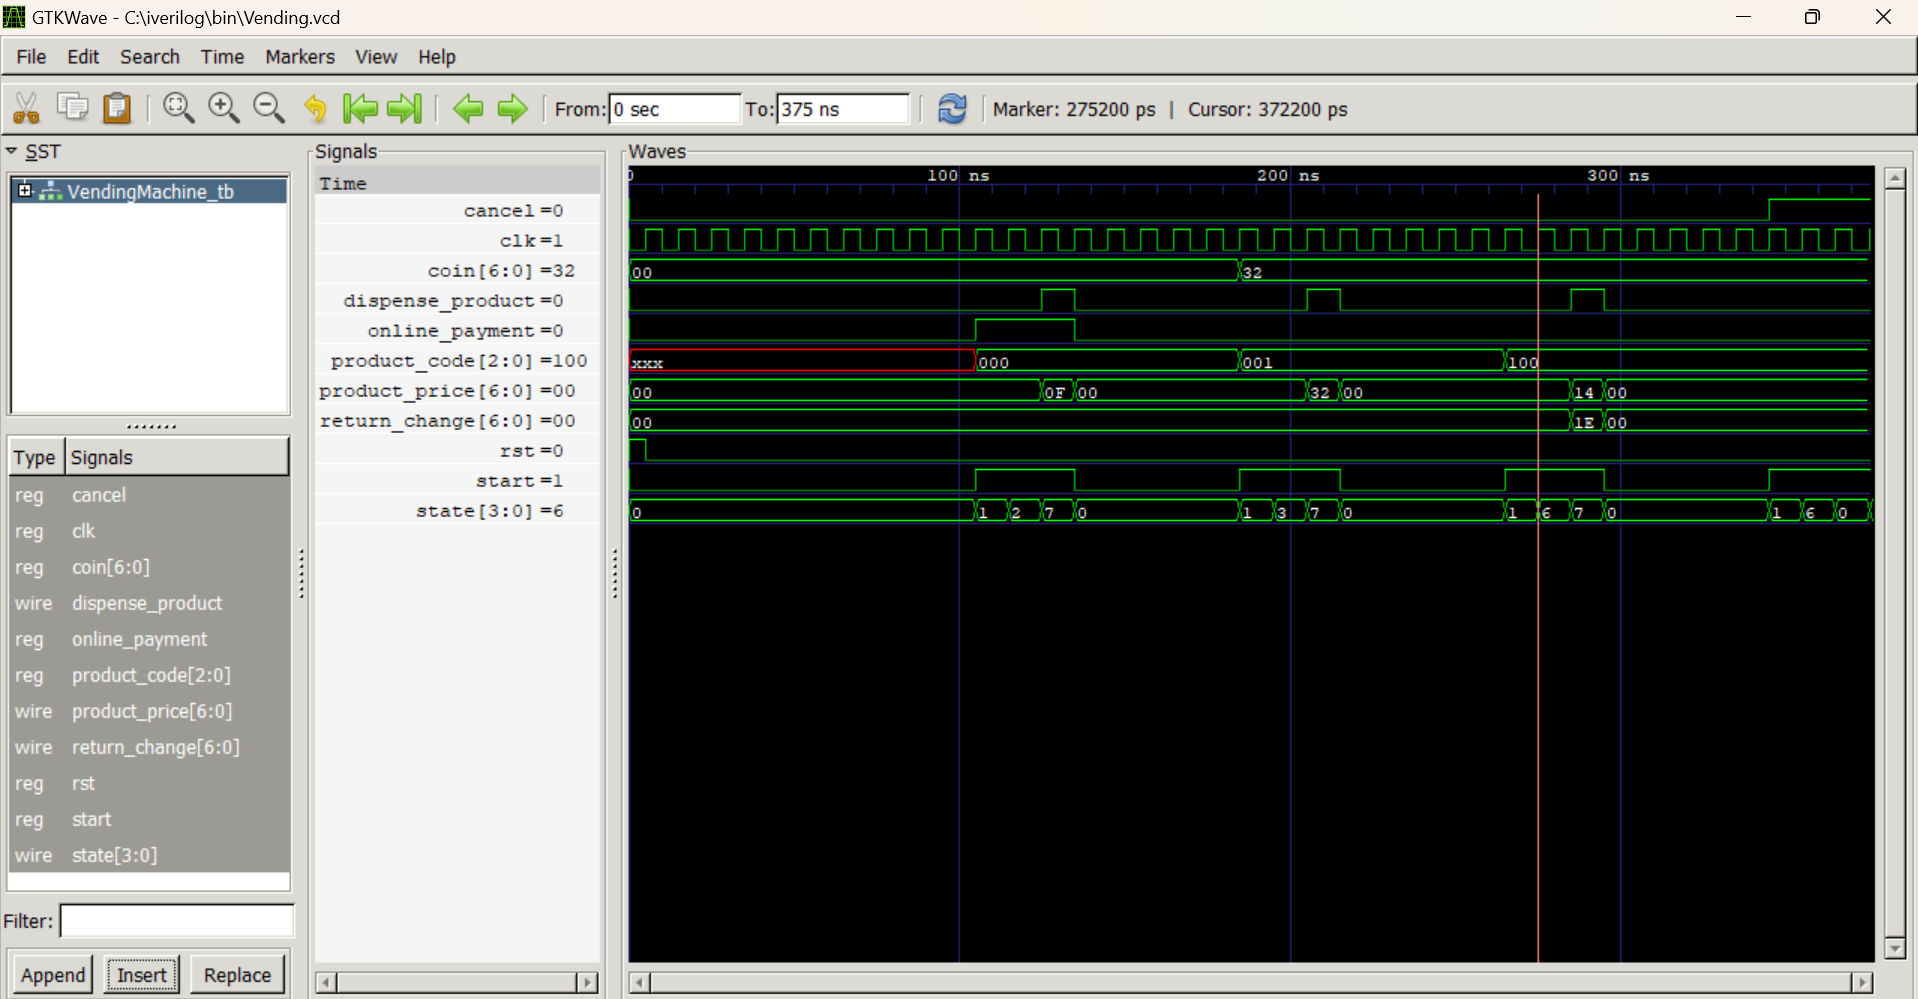 GTKWave - C:\iverilog\bin\Vending.vcd
File Edit Search Time Markers View Help
From: 0 sec To: 375 ns Marker: 275200 ps | Cursor: 372200 ps
SST
VendingMachine_tb
Type Signals
reg cancel
reg clk
reg coin[6:0]
wire dispense_product
reg online_payment
reg product_code[2:0]
wire product_price[6:0]
wire return_change[6:0]
reg rst
reg start
wire state[3:0]
Filter:
Append Insert Replace
Signals
Time
cancel =0
clk =1
coin[6:0] =32
dispense_product =0
online_payment =0
product_code[2:0] =100
product_price[6:0] =00
return_change[6:0] =00
rst =0
start =1
state[3:0] =6
Waves
0 100 ns 200 ns 300 ns
00 32
xxx 000 001 100
00 0F 00 32 00 14 00
00 1E 00
0 1 2 7 0 1 3 7 0 1 6 7 0 1 6 0